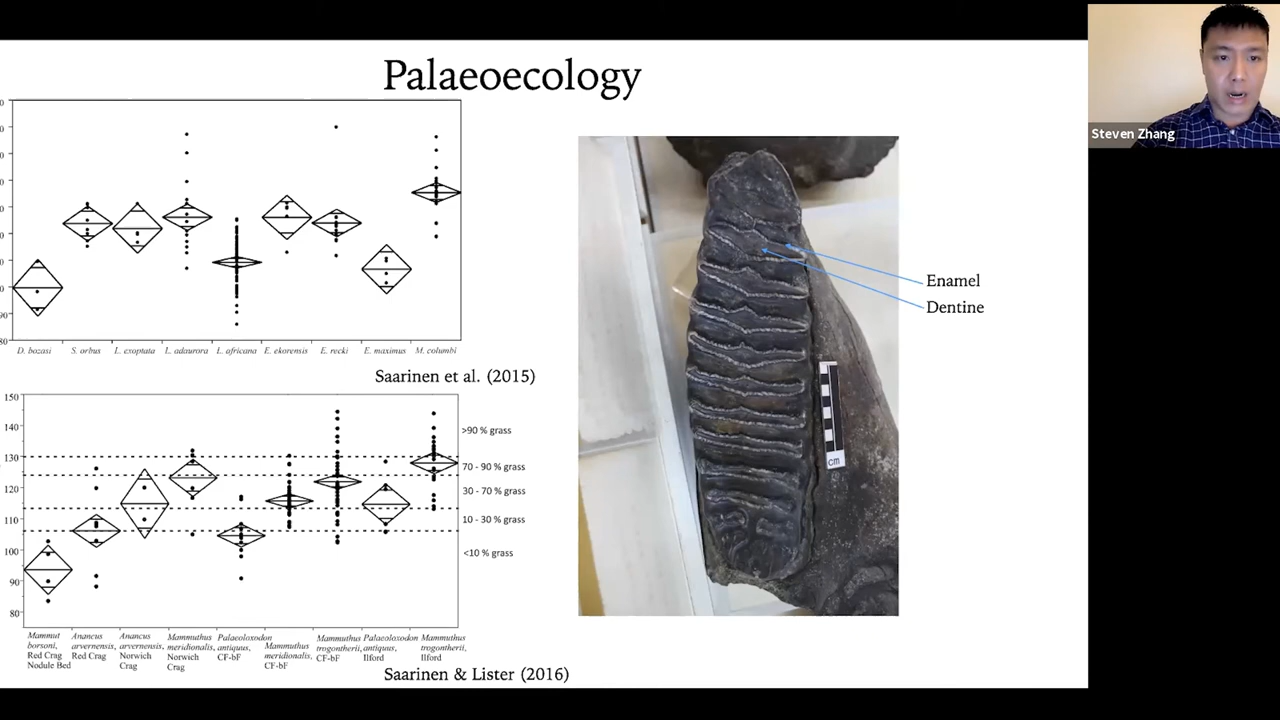 Palaeoecology
Steven Zhang
90
80
D. bozasi
S. orbus
L. exoptata
L. adaurora
L. africana
E. ekorensis
E. recki
E. maximus
M. columbi
Saarinen et al. (2015)
Enamel
Dentine
cm
150
140
130
120
110
100
90
80
>90 % grass
70 - 90 % grass
30 - 70 % grass
10 - 30 % grass
<10 % grass
Mammut
borsoni,
Red Crag
Nodule Bed
Anancus
arvernensis,
Red Crag
Anancus
arvernensis,
Norwich
Crag
Mammuthus
meridionalis,
Norwich
Crag
Palaeoloxodon
antiquus,
CF-bF
Mammuthus
meridionalis,
CF-bF
Mammuthus
trogontherii,
CF-bF
Palaeoloxodon
antiquus,
Ilford
Mammuthus
trogontherii,
Ilford
Saarinen & Lister (2016)